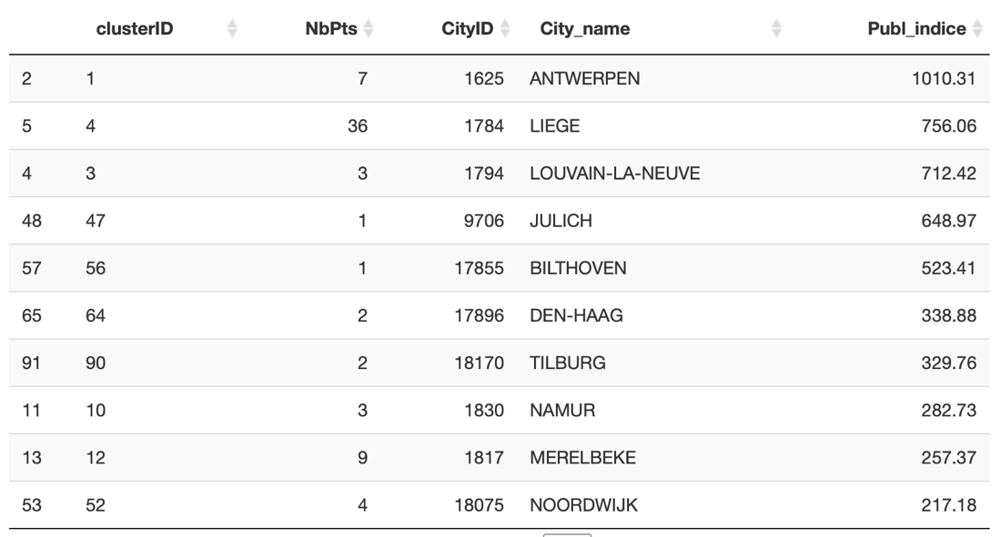 clusterID NbPts CityID City_name Publ_indice
2 1 7 1625 ANTWERPEN 1010.31
5 4 36 1784 LIEGE 756.06
4 3 3 1794 LOUVAIN-LA-NEUVE 712.42
48 47 1 9706 JULICH 648.97
57 56 1 17855 BILTHOVEN 523.41
65 64 2 17896 DEN-HAAG 338.88
91 90 2 18170 TILBURG 329.76
11 10 3 1830 NAMUR 282.73
13 12 9 1817 MERELBEKE 257.37
53 52 4 18075 NOORDWIJK 217.18